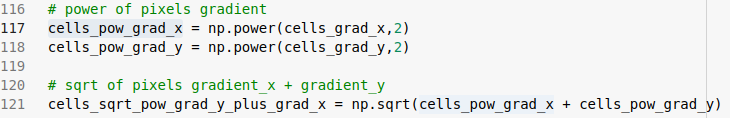 116 # power of pixels gradient
117 cells_pow_grad_x = np.power(cells_grad_x,2)
118 cells_pow_grad_y = np.power(cells_grad_y,2)
119
120 # sqrt of pixels gradient_x + gradient_y
121 cells_sqrt_pow_grad_y_plus_grad_x = np.sqrt(cells_pow_grad_x + cells_pow_grad_y)